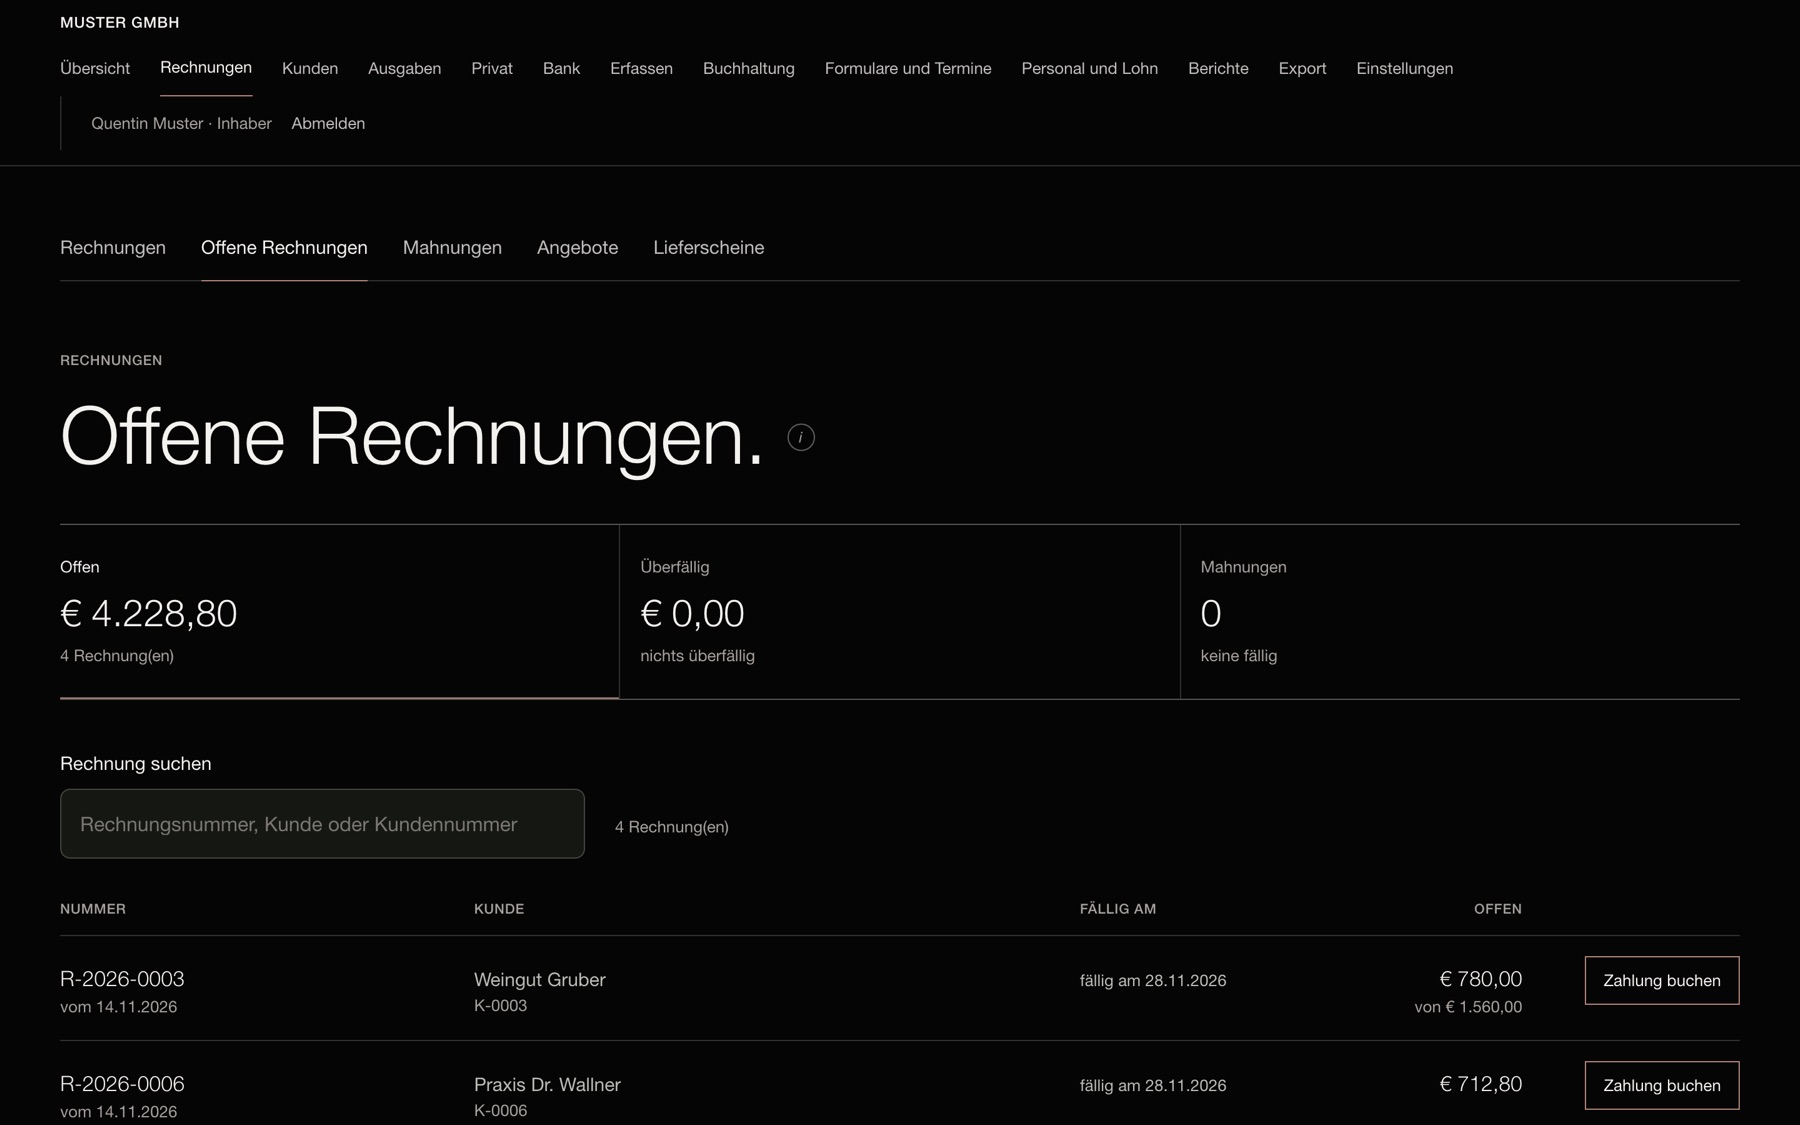 MUSTER GMBH
Übersicht Rechnungen Kunden Ausgaben Privat Bank Erfassen Buchhaltung Formulare und Termine Personal und Lohn Berichte Export Einstellungen
Quentin Muster · Inhaber Abmelden
Rechnungen Offene Rechnungen Mahnungen Angebote Lieferscheine
RECHNUNGEN
Offene Rechnungen. i
Offen Überfällig Mahnungen
€ 4.228,80 € 0,00 0
4 Rechnung(en) nichts überfällig keine fällig
Rechnung suchen
Rechnungsnummer, Kunde oder Kundennummer 4 Rechnung(en)
NUMMER KUNDE FÄLLIG AM OFFEN
R-2026-0003 Weingut Gruber fällig am 28.11.2026 € 780,00 Zahlung buchen
vom 14.11.2026 K-0003 von € 1.560,00
R-2026-0006 Praxis Dr. Wallner fällig am 28.11.2026 € 712,80 Zahlung buchen
vom 14.11.2026 K-0006